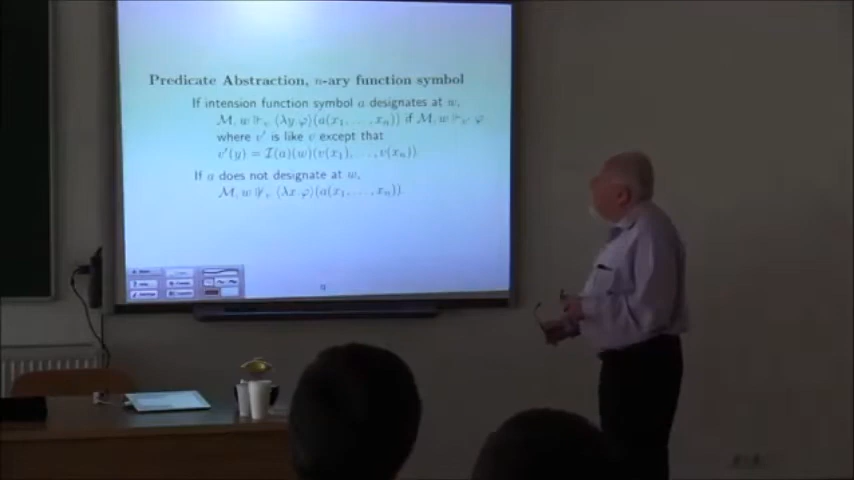 Predicate Abstraction, n-ary function symbol
If intension function symbol a designates at w,
M, w ⊩v ⟨λy.φ⟩(a(x1, …, xn)) if M, w ⊩v′ φ
where v′ is like v except that
v′(y) = I(a)(w)(v(x1), …, v(xn))
If a does not designate at w,
M, w ⊮v ⟨λx.φ⟩(a(x1, …, xn)).